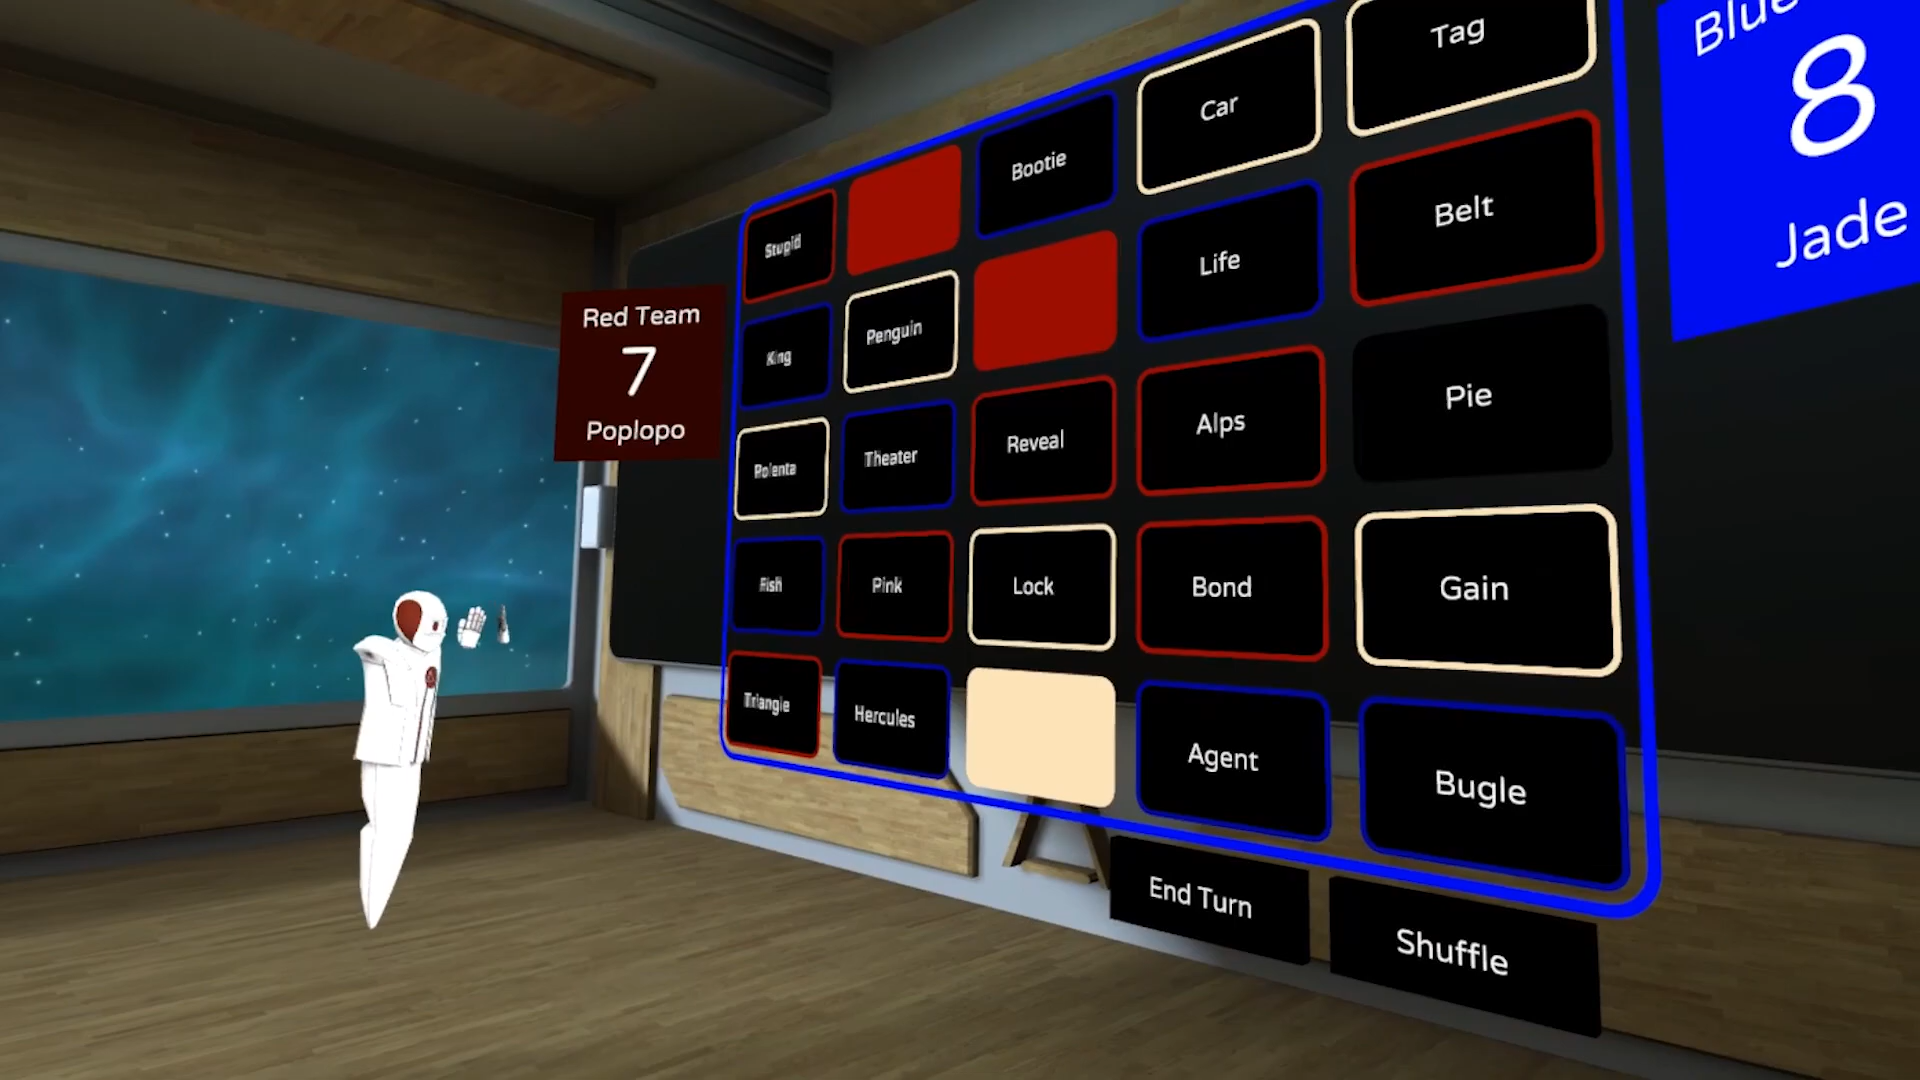 Red Team
7
Poplopo
Stupid
Bootie
Car
Tag
King
Penguin
Life
Belt
Polenta
Theater
Reveal
Alps
Pie
Fish
Pink
Lock
Bond
Gain
Triangle
Hercules
Agent
Bugle
End Turn
Shuffle
Blue
8
Jade